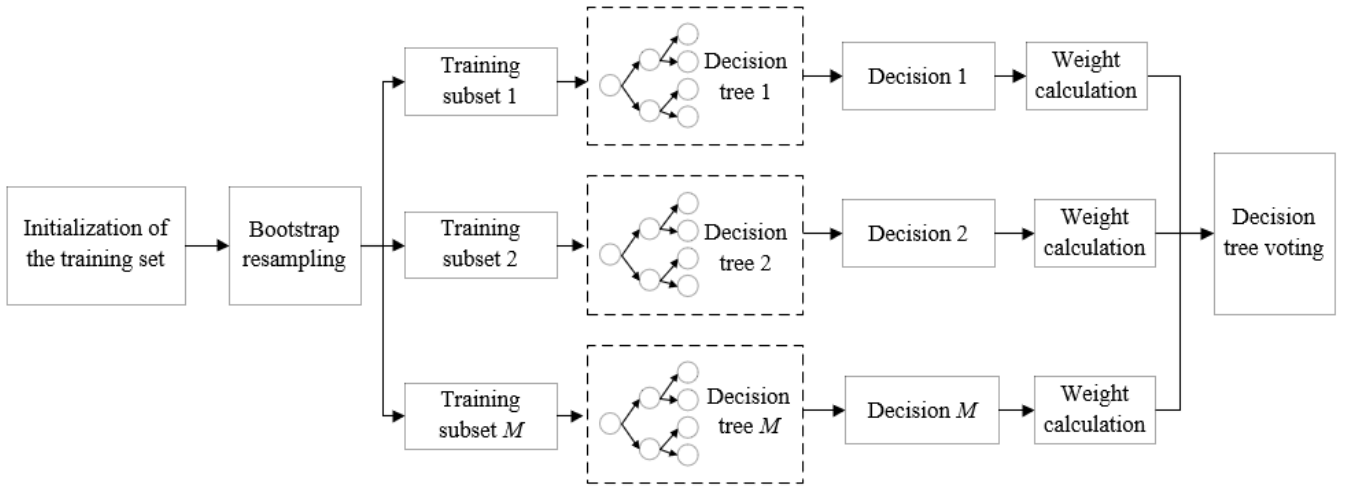 Initialization of
the training set
Bootstrap
resampling
Training
subset 1
Decision
tree 1
Decision 1
Weight
calculation
Training
subset 2
Decision
tree 2
Decision 2
Weight
calculation
Training
subset M
Decision
tree M
Decision M
Weight
calculation
Decision
tree voting